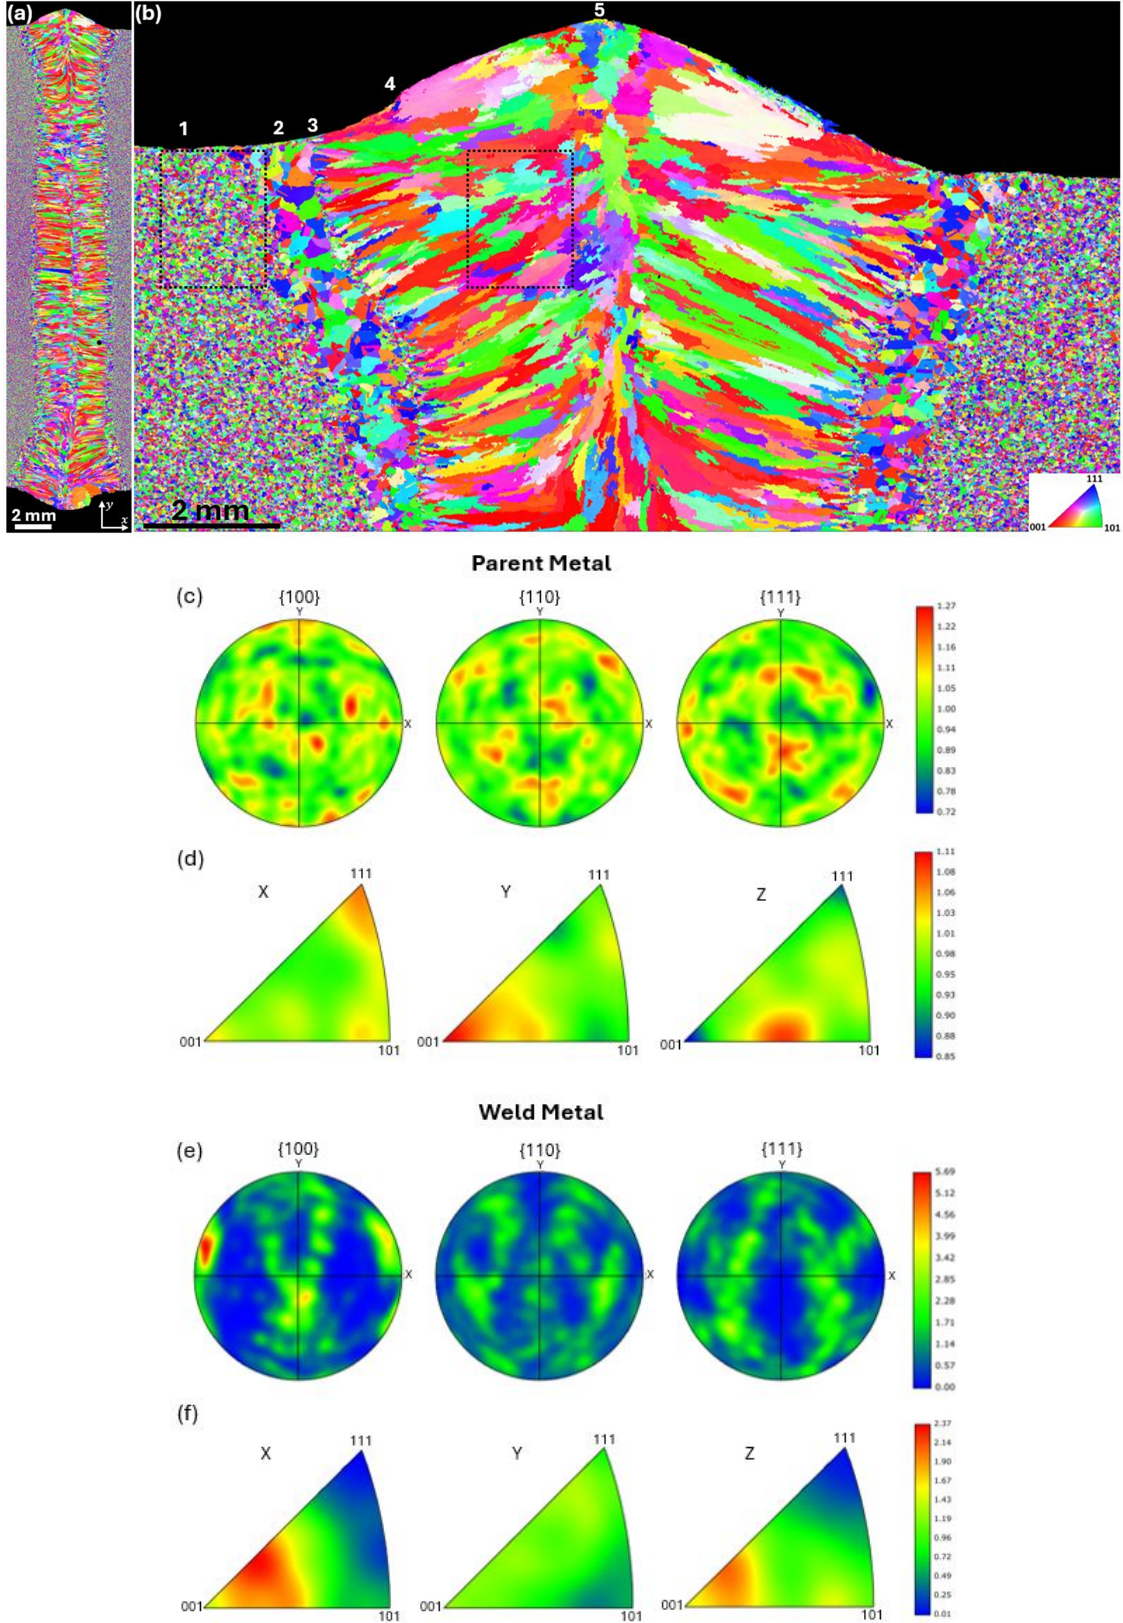 (a)
(b)
5
4
1
2
3
y
x
2 mm
2 mm
111
001
101
Parent Metal
(c)
{100}
{110}
{111}
Y
Y
Y
X
X
X
1.27
1.22
1.16
1.11
1.05
1.00
0.94
0.89
0.83
0.78
0.72
(d)
X
Y
Z
111
111
111
001
101
001
101
001
101
1.11
1.08
1.06
1.03
1.01
0.98
0.95
0.93
0.90
0.88
0.85
Weld Metal
(e)
{100}
{110}
{111}
Y
Y
Y
X
X
X
5.69
5.12
4.56
3.99
3.42
2.85
2.28
1.71
1.14
0.57
0.00
(f)
X
Y
Z
111
111
111
001
101
001
101
001
101
2.37
2.14
1.90
1.67
1.43
1.19
0.96
0.72
0.49
0.25
0.01